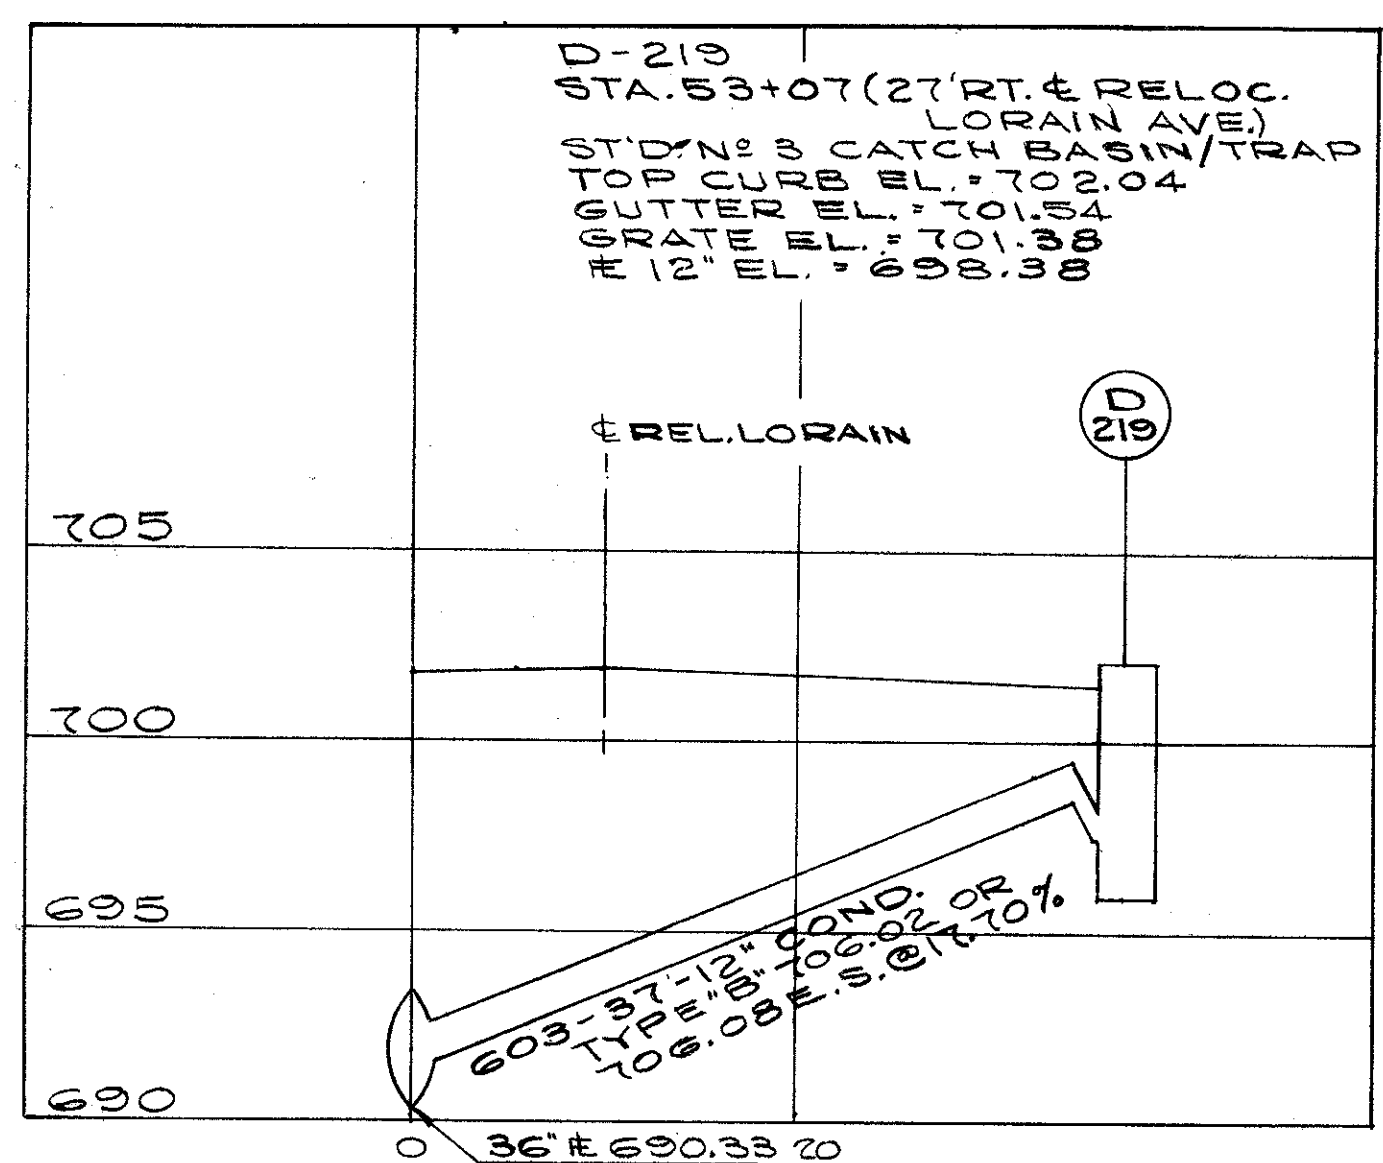 D-219
STA. 53+07 (27' RT. ℄ RELOC.
LORAIN AVE.)
ST'D. Nº 3 CATCH BASIN/TRAP
TOP CURB EL. = 702.04
GUTTER EL. = 701.54
GRATE EL. = 701.38
FE 12" EL. = 698.38
D
219
℄ REL. LORAIN
705
700
695
603-37'-12" COND.
TYPE "B" 706.02 OR
706.08 E.S. @ 17.70%
690
0
36" FE 690.33
20